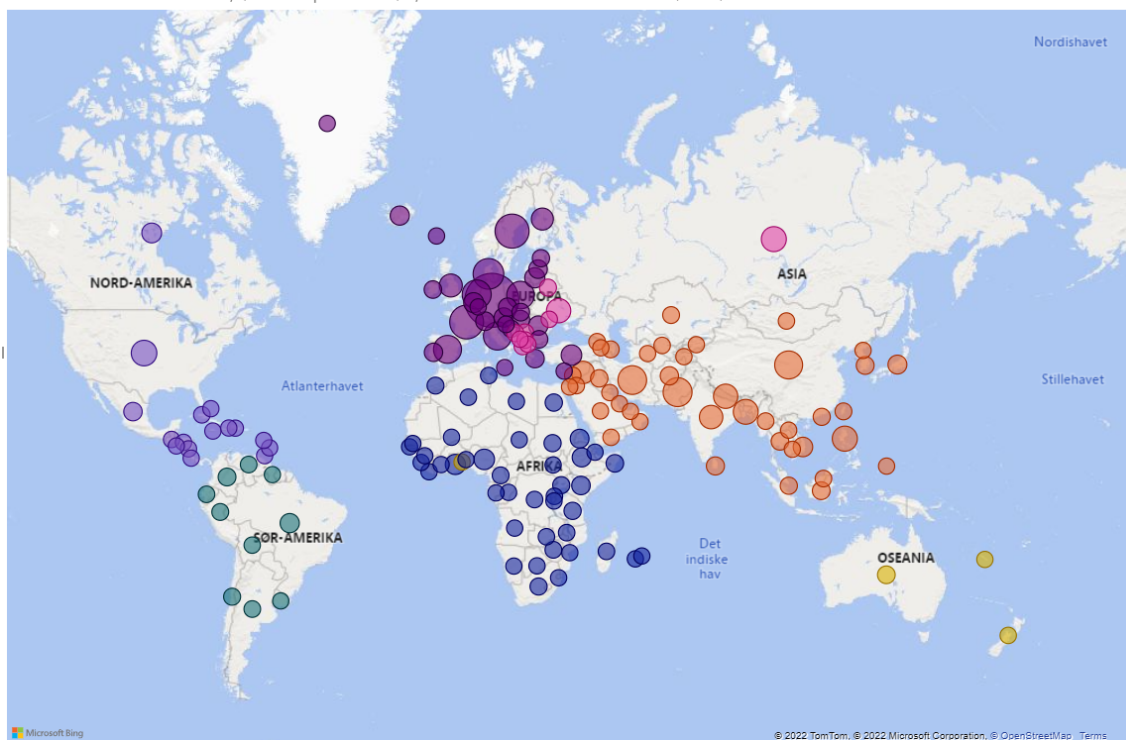 Nordishavet
NORD-AMERIKA
EUROPA
ASIA
Atlanterhavet
Stillehavet
AFRIKA
SØR-AMERIKA
Det
indiske
hav
OSEANIA
Microsoft Bing
© 2022 TomTom, © 2022 Microsoft Corporation, © OpenStreetMap Terms